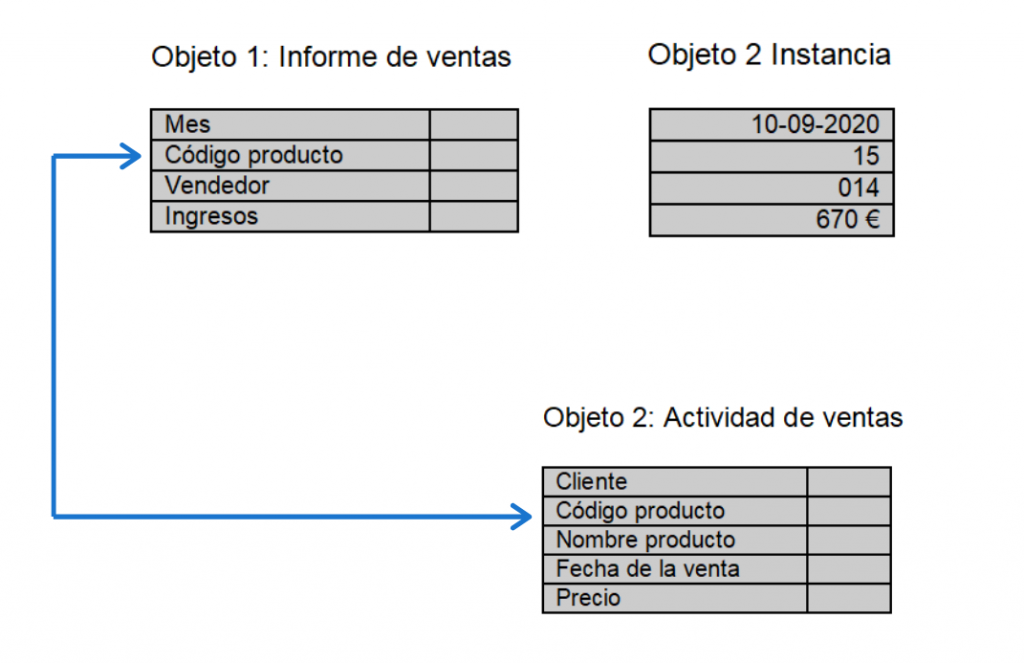 Objeto 1: Informe de ventas
Objeto 2 Instancia
Mes
Código producto
Vendedor
Ingresos
10-09-2020
15
014
670 €
Objeto 2: Actividad de ventas
Cliente
Código producto
Nombre producto
Fecha de la venta
Precio